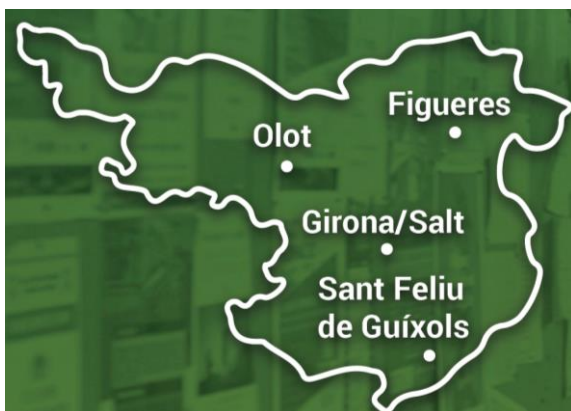 Figueres
Olot
Girona/Salt
Sant Feliu
de Guíxols